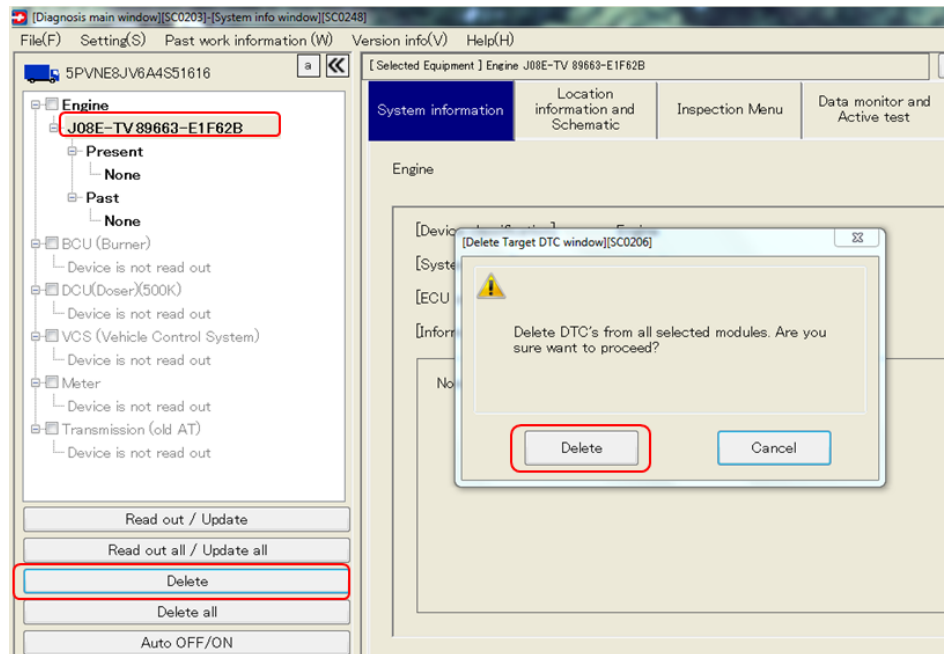 [Diagnosis main window][SC0203]-[System info window][SC0248]
File(F) Setting(S) Past work information (W) Version info(V) Help(H)
5PVNE8JV6A4S51616
a
Engine
J08E-TV 89663-E1F62B
Present
None
Past
None
BCU (Burner)
Device is not read out
DCU(Doser)(500K)
Device is not read out
VCS (Vehicle Control System)
Device is not read out
Meter
Device is not read out
Transmission (old AT)
Device is not read out
Read out / Update
Read out all / Update all
Delete
Delete all
Auto OFF/ON
[ Selected Equipment ] Engine J08E-TV 89663-E1F62B
System information
Location
information and
Schematic
Inspection Menu
Data monitor and
Active test
Engine
[Devic
[Syste
[ECU
[Inforr
No
[Delete Target DTC window][SC0206]
Delete DTC's from all selected modules. Are you
sure want to proceed?
Delete Cancel